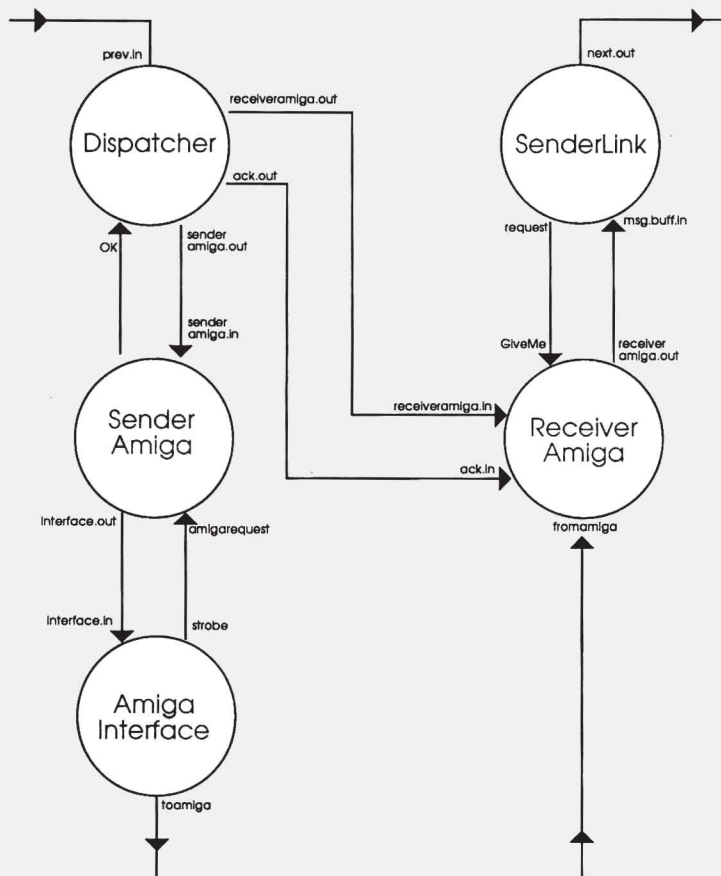 prev.in
next.out
Dispatcher
receiveramiga.out
ack.out
SenderLink
OK
sender
amiga.out
request
msg.buff.in
sender
amiga.in
GiveMe
receiver
amiga.out
Sender
Amiga
receiveramiga.in
ack.in
Receiver
Amiga
interface.out
amigarequest
fromamiga
interface.in
strobe
Amiga
Interface
toamiga